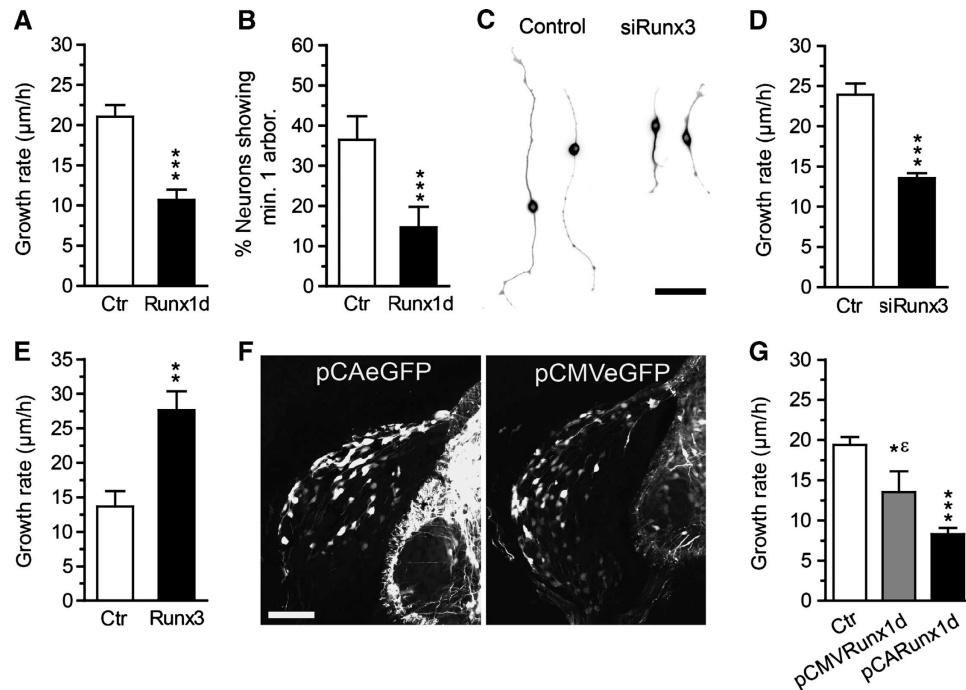 A
Growth rate (µm/h)
30
25
20
15
10
5
0
***
Ctr
Runx1d
B
% Neurons showing
min. 1 arbor.
60
50
40
30
20
10
0
***
Ctr
Runx1d
C
Control
siRunx3
D
Growth rate (µm/h)
30
25
20
15
10
5
0
***
Ctr
siRunx3
E
Growth rate (µm/h)
35
30
25
20
15
10
5
0
**
Ctr
Runx3
F
pCAeGFP
pCMVeGFP
G
Growth rate (µm/h)
30
25
20
15
10
5
0
*ε
***
Ctr
pCMVRunx1d
pCARunx1d